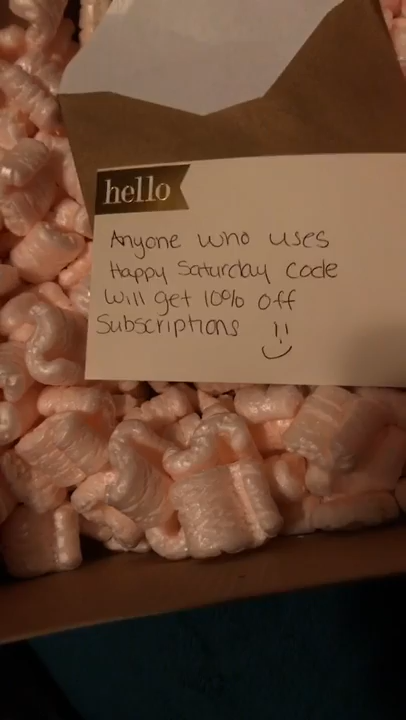 hello
Anyone who uses
Happy Saturday code
will get 10% off
Subscriptions !!